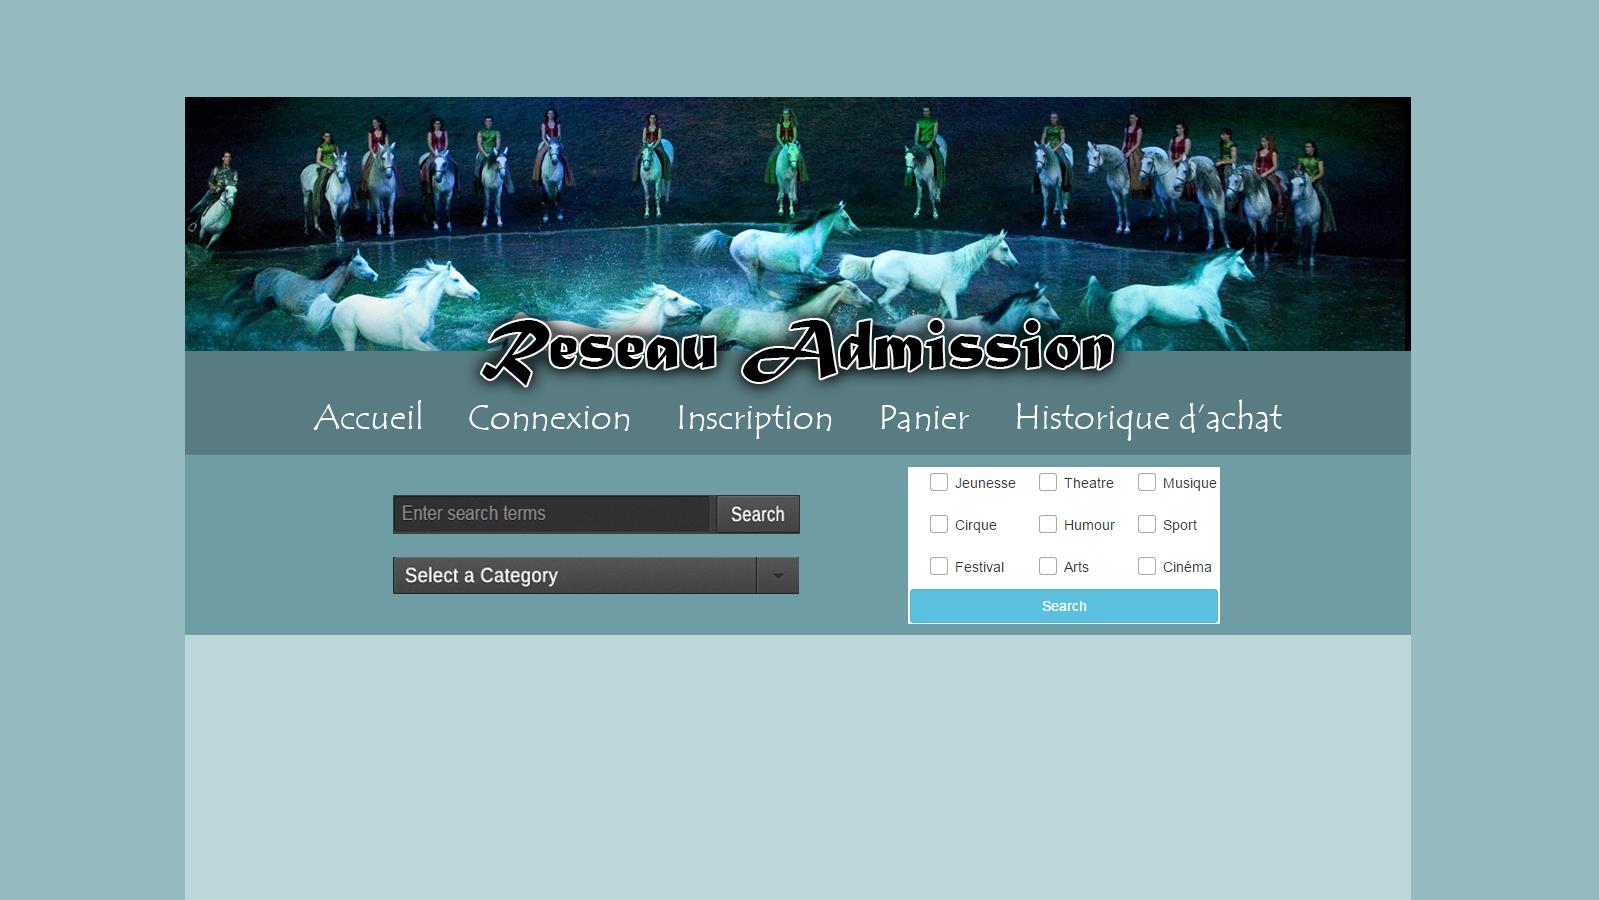 Reseau Admission
Accueil Connexion Inscription Panier Historique d'achat
Enter search terms Search
Select a Category
Jeunesse Theatre Musique
Cirque Humour Sport
Festival Arts Cinéma
Search